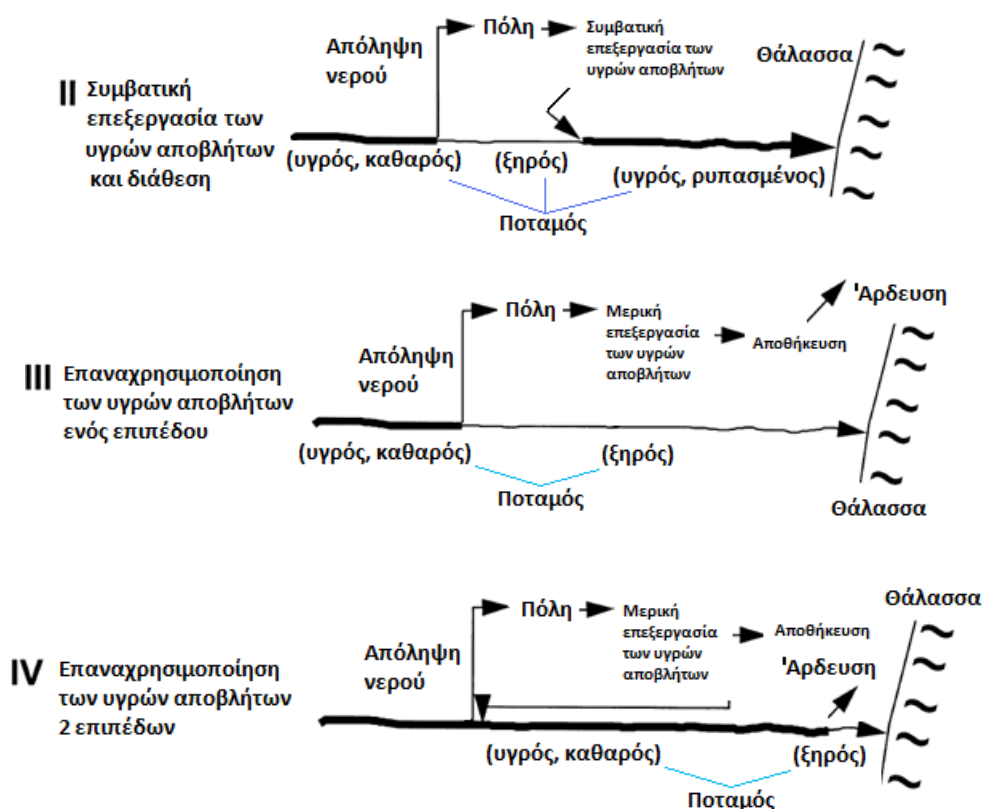 Πόλη
Συμβατική
επεξεργασία των
υγρών αποβλήτων
Απόληψη
νερού
Θάλασσα
II Συμβατική
επεξεργασία των
υγρών αποβλήτων
και διάθεση
(υγρός, καθαρός)
(ξηρός)
(υγρός, ρυπασμένος)
Ποταμός
'Αρδευση
Πόλη
Μερική
επεξεργασία
των υγρών
αποβλήτων
Αποθήκευση
Απόληψη
νερού
III Επαναχρησιμοποίηση
των υγρών αποβλήτων
ενός επιπέδου
(υγρός, καθαρός)
(ξηρός)
Ποταμός
Θάλασσα
Θάλασσα
Πόλη
Μερική
επεξεργασία
των υγρών
αποβλήτων
Αποθήκευση
'Αρδευση
Απόληψη
νερού
IV Επαναχρησιμοποίηση
των υγρών αποβλήτων
2 επιπέδων
(υγρός, καθαρός)
(ξηρός)
Ποταμός